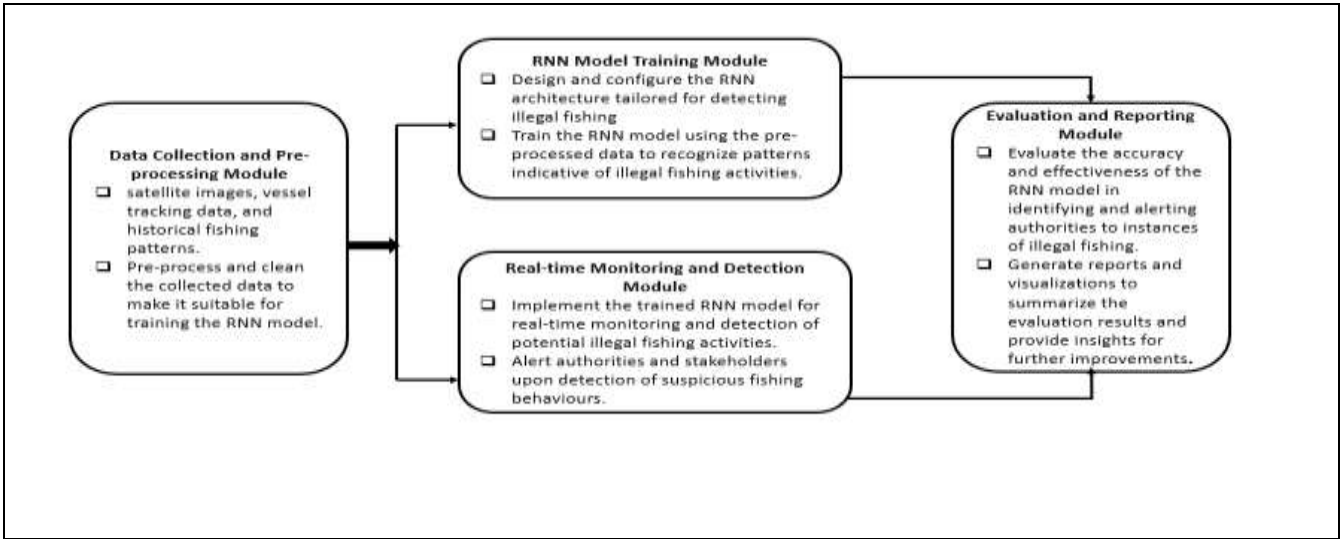 Data Collection and Pre-
processing Module
❑ satellite images, vessel
tracking data, and
historical fishing
patterns.
❑ Pre-process and clean
the collected data to
make it suitable for
training the RNN model.
RNN Model Training Module
❑ Design and configure the RNN
architecture tailored for detecting
illegal fishing
❑ Train the RNN model using the pre-
processed data to recognize patterns
indicative of illegal fishing activities.
Real-time Monitoring and Detection
Module
❑ Implement the trained RNN model for
real-time monitoring and detection of
potential illegal fishing activities.
❑ Alert authorities and stakeholders
upon detection of suspicious fishing
behaviours.
Evaluation and Reporting
Module
❑ Evaluate the accuracy
and effectiveness of the
RNN model in
identifying and alerting
authorities to instances
of illegal fishing.
❑ Generate reports and
visualizations to
summarize the
evaluation results and
provide insights for
further improvements.